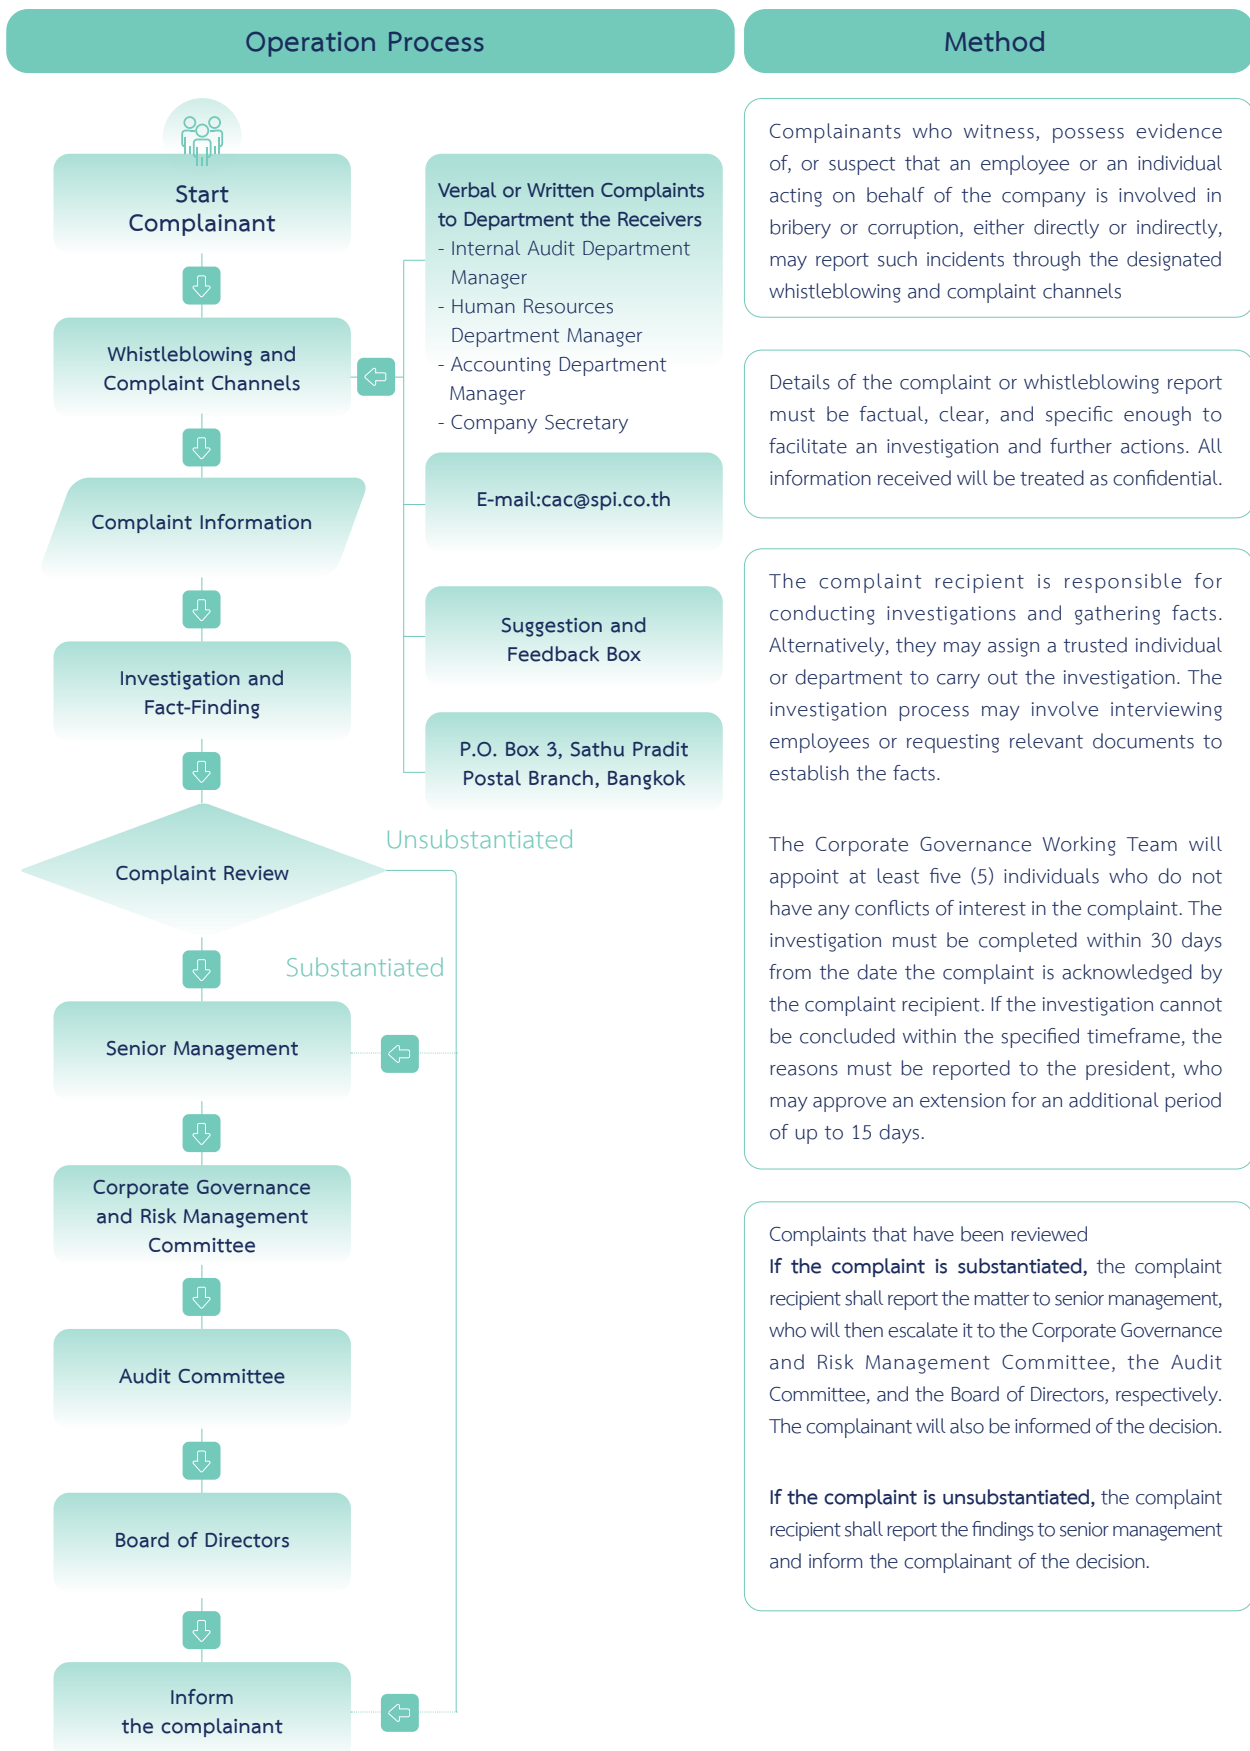 Operation Process
Start
Complainant
Whistleblowing and
Complaint Channels
Complaint Information
Investigation and
Fact-Finding
Complaint Review
Unsubstantiated
Substantiated
Senior Management
Corporate Governance
and Risk Management
Committee
Audit Committee
Board of Directors
Inform
the complainant
Verbal or Written Complaints
to Department the Receivers
- Internal Audit Department
Manager
- Human Resources
Department Manager
- Accounting Department
Manager
- Company Secretary
E-mail:cac@spi.co.th
Suggestion and
Feedback Box
P.O. Box 3, Sathu Pradit
Postal Branch, Bangkok
Method
Complainants who witness, possess evidence
of, or suspect that an employee or an individual
acting on behalf of the company is involved in
bribery or corruption, either directly or indirectly,
may report such incidents through the designated
whistleblowing and complaint channels
Details of the complaint or whistleblowing report
must be factual, clear, and specific enough to
facilitate an investigation and further actions. All
information received will be treated as confidential.
The complaint recipient is responsible for
conducting investigations and gathering facts.
Alternatively, they may assign a trusted individual
or department to carry out the investigation. The
investigation process may involve interviewing
employees or requesting relevant documents to
establish the facts.
The Corporate Governance Working Team will
appoint at least five (5) individuals who do not
have any conflicts of interest in the complaint. The
investigation must be completed within 30 days
from the date the complaint is acknowledged by
the complaint recipient. If the investigation cannot
be concluded within the specified timeframe, the
reasons must be reported to the president, who
may approve an extension for an additional period
of up to 15 days.
Complaints that have been reviewed
If the complaint is substantiated, the complaint
recipient shall report the matter to senior management,
who will then escalate it to the Corporate Governance
and Risk Management Committee, the Audit
Committee, and the Board of Directors, respectively.
The complainant will also be informed of the decision.
If the complaint is unsubstantiated, the complaint
recipient shall report the findings to senior management
and inform the complainant of the decision.